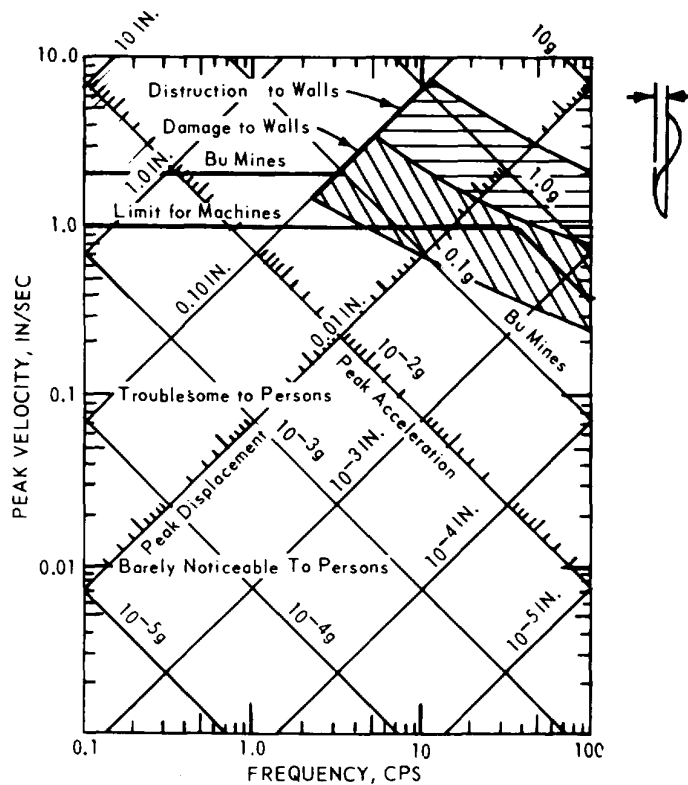 10 IN.
10.0
10g
Distruction to Walls
Damage to Walls
Bu Mines
1.0 IN.
1.0g
Limit for Machines
1.0
0.1g
0.10 IN.
0.01 IN.
Bu Mines
10-2g
Peak Acceleration
0.1
Troublesome to Persons
10-3g
10-3 IN.
Peak Displacement
10-4 IN.
0.01
Barely Noticeable To Persons
10-5g
10-4g
10-5 IN.
PEAK VELOCITY, IN/SEC
0.1
1.0
10
100
FREQUENCY, CPS